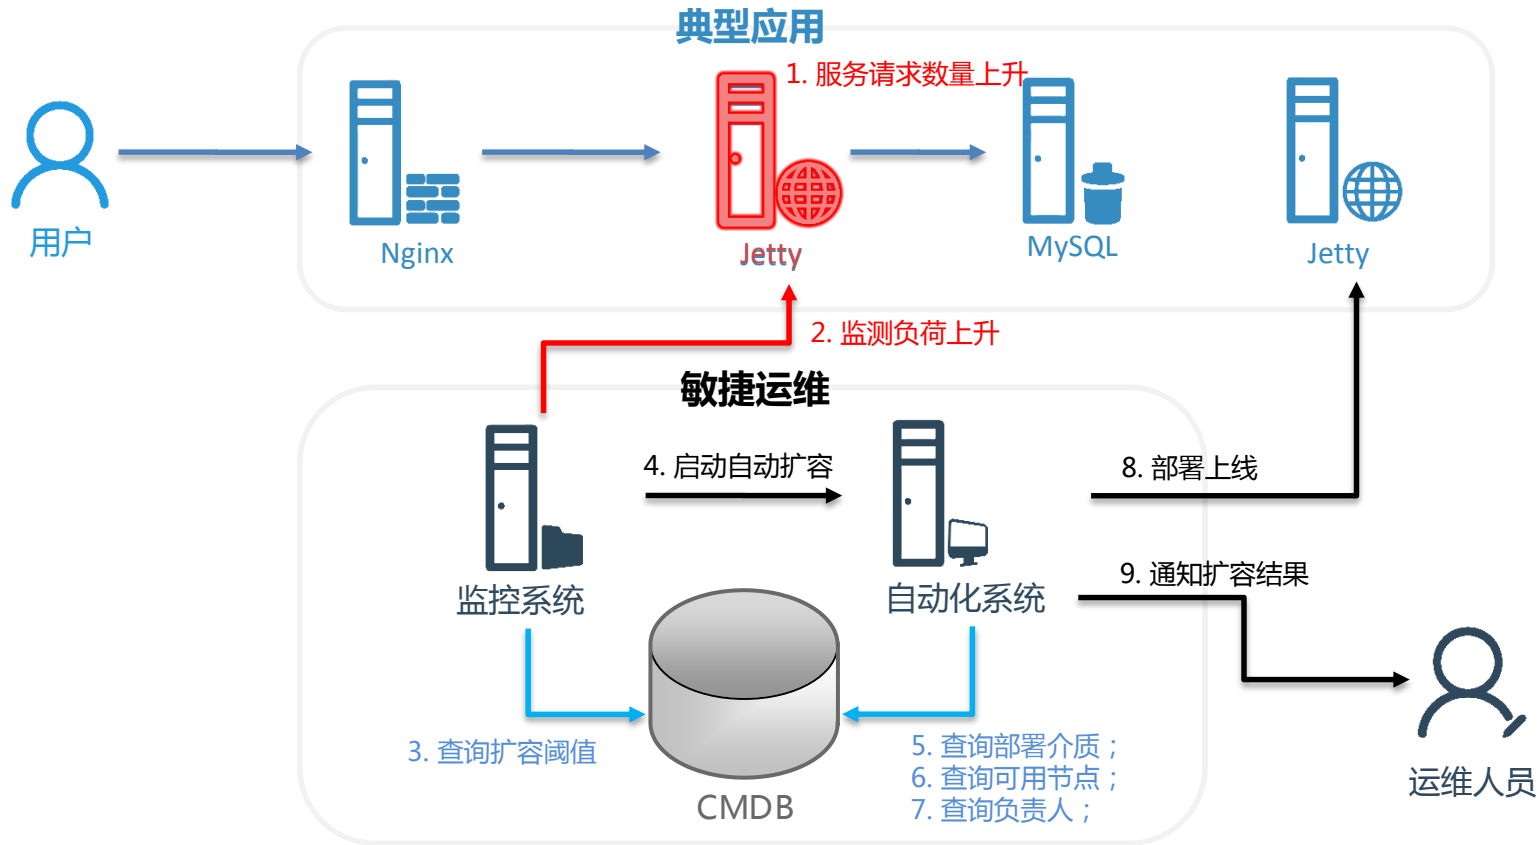 典型应用
1. 服务请求数量上升
用户
Nginx
Jetty
MySQL
Jetty
2. 监测负荷上升
敏捷运维
4. 启动自动扩容
8. 部署上线
9. 通知扩容结果
监控系统
自动化系统
3. 查询扩容阈值
5. 查询部署介质；
6. 查询可用节点；
7. 查询负责人；
CMDB
运维人员